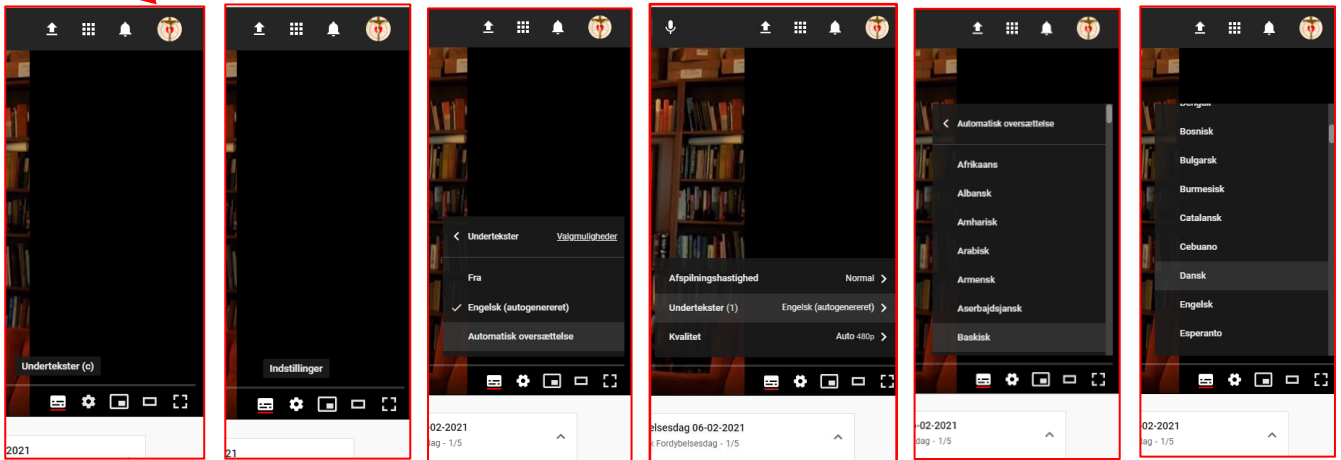 Undertekster (c)
2021
Indstillinger
21
Undertekster Valgmuligheder
Fra
Engelsk (autogenereret)
Automatisk oversættelse
02-2021
ag - 1/5
Afspilningshastighed Normal
Undertekster (1) Engelsk (autogenereret)
Kvalitet Auto 480p
elsesdag 06-02-2021
Fordybelsesdag - 1/5
Automatisk oversættelse
Afrikaans
Albansk
Amharisk
Arabisk
Armensk
Aserbajdsjansk
Baskisk
-02-2021
dag - 1/5
Bengali
Bosnisk
Bulgarsk
Burmesisk
Catalansk
Cebuano
Dansk
Engelsk
Esperanto
02-2021
ag - 1/5